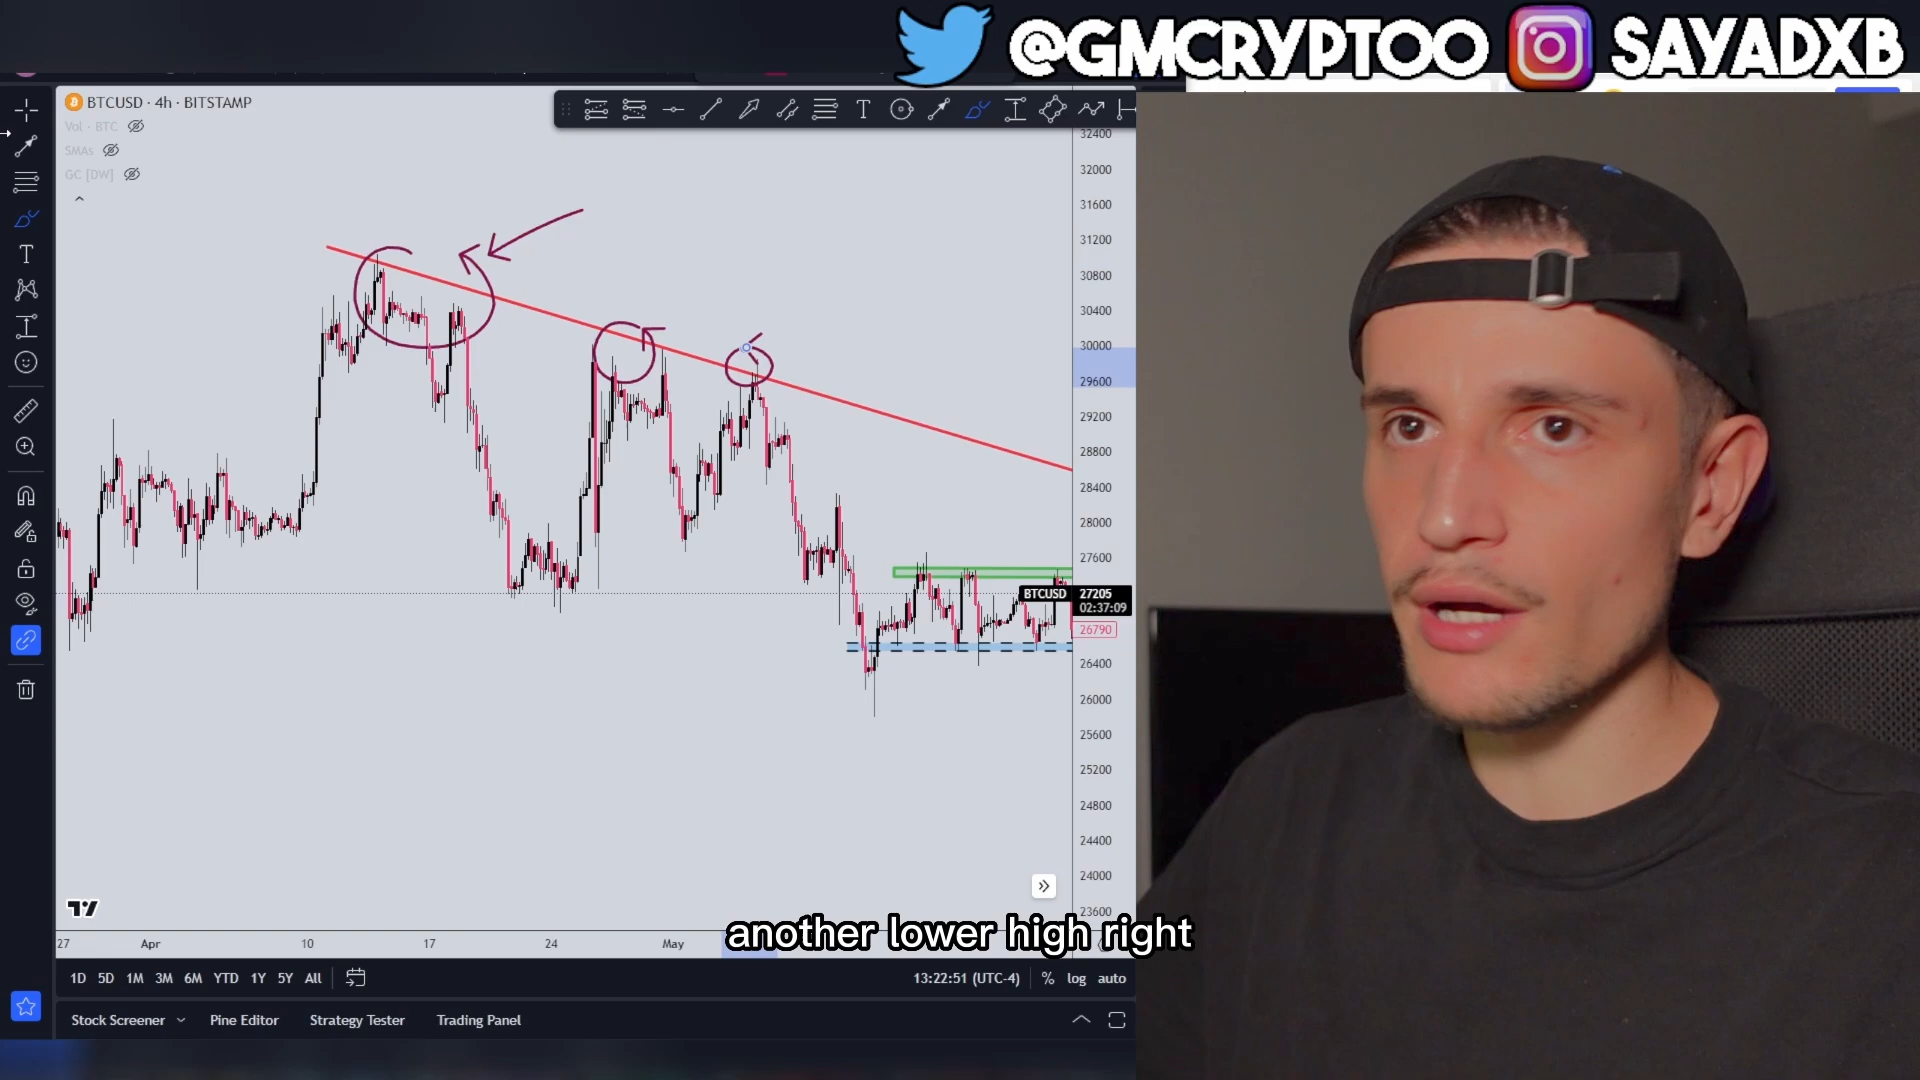 @GMCRYPTOO SAYADXB
BTCUSD · 4h · BITSTAMP
Vol · BTC
SMAs
GC [DW]
T
T
32400
32000
31600
31200
30800
30400
30000
29600
29200
28800
28400
28000
27600
BTCUSD 27205
02:37:09
26790
26400
26000
25600
25200
24800
24400
24000
23600
another lower high right
27 Apr 10 17 24 May
1D 5D 1M 3M 6M YTD 1Y 5Y All 13:22:51 (UTC-4) % log auto
Stock Screener Pine Editor Strategy Tester Trading Panel